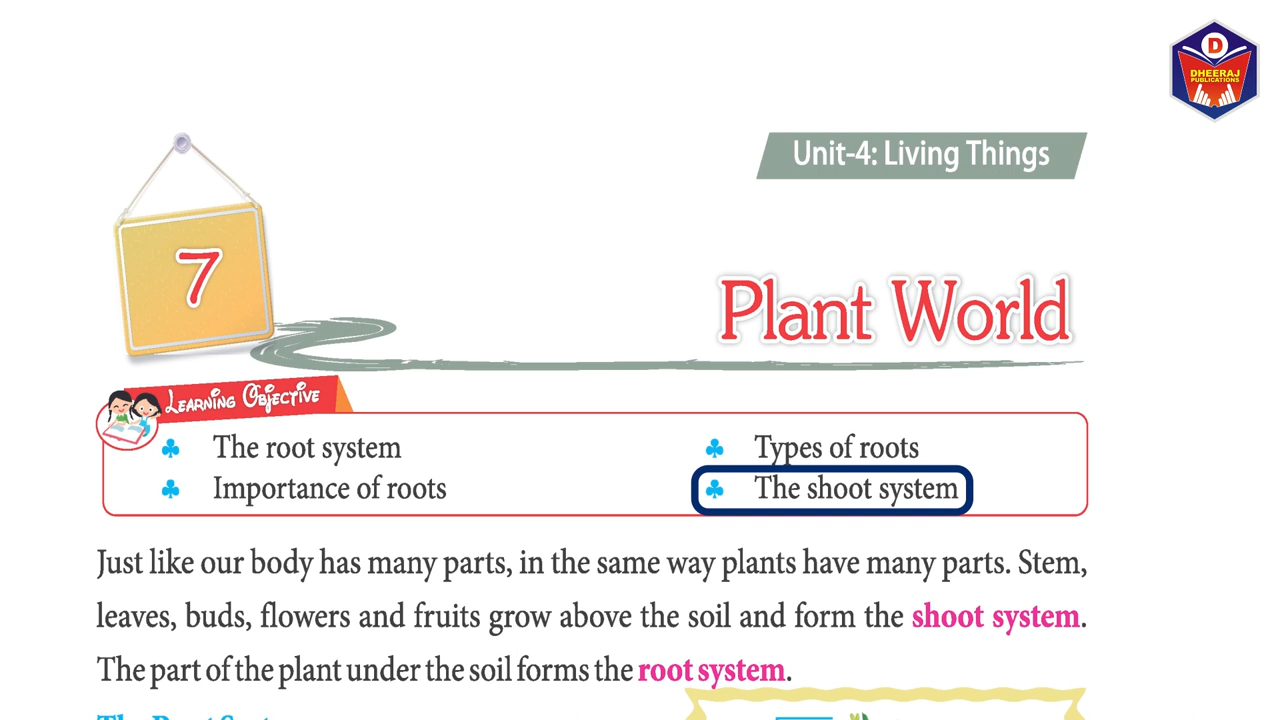 D
DHEERAJ
PUBLICATIONS
Unit-4: Living Things
7
Plant World
Learning Objective
The root system
Types of roots
Importance of roots
The shoot system
Just like our body has many parts, in the same way plants have many parts. Stem,
leaves, buds, flowers and fruits grow above the soil and form the shoot system.
The part of the plant under the soil forms the root system.